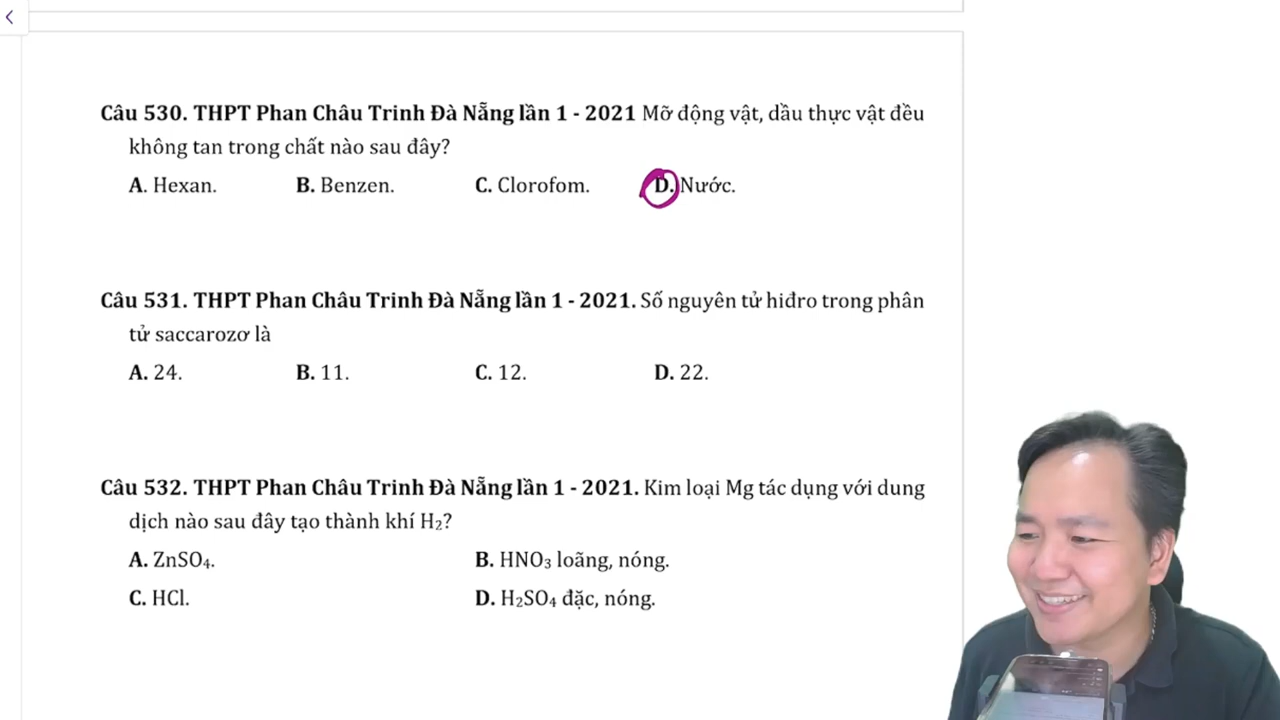 Câu 530. THPT Phan Châu Trinh Đà Nẵng lần 1 - 2021 Mỡ động vật, dầu thực vật đều
không tan trong chất nào sau đây?
A. Hexan. B. Benzen. C. Clorofom. D. Nước.
Câu 531. THPT Phan Châu Trinh Đà Nẵng lần 1 - 2021. Số nguyên tử hiđro trong phân
tử saccarozơ là
A. 24. B. 11. C. 12. D. 22.
Câu 532. THPT Phan Châu Trinh Đà Nẵng lần 1 - 2021. Kim loại Mg tác dụng với dung
dịch nào sau đây tạo thành khí H₂?
A. ZnSO₄. B. HNO₃ loãng, nóng.
C. HCl. D. H₂SO₄ đặc, nóng.